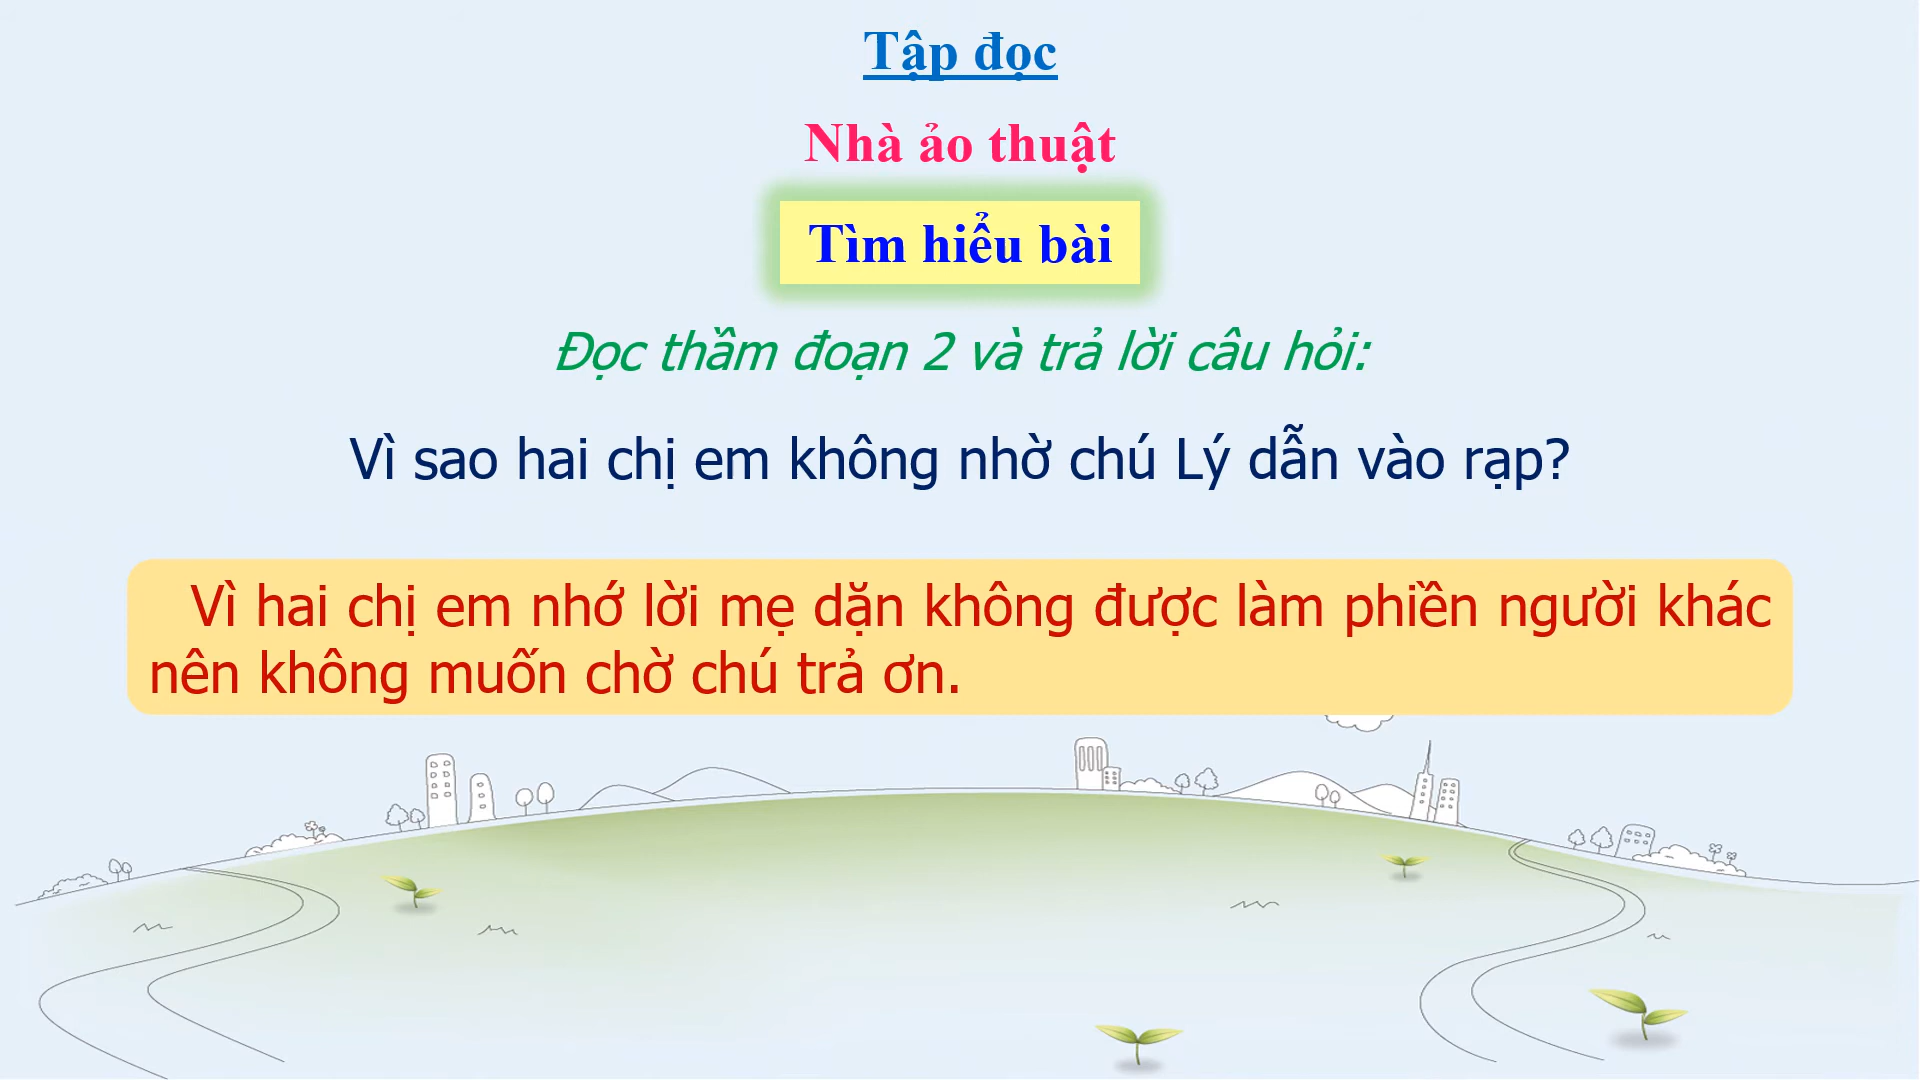 Tập đọc
Nhà ảo thuật
Tìm hiểu bài
Đọc thầm đoạn 2 và trả lời câu hỏi:
Vì sao hai chị em không nhờ chú Lý dẫn vào rạp?
Vì hai chị em nhớ lời mẹ dặn không được làm phiền người khác
nên không muốn chờ chú trả ơn.